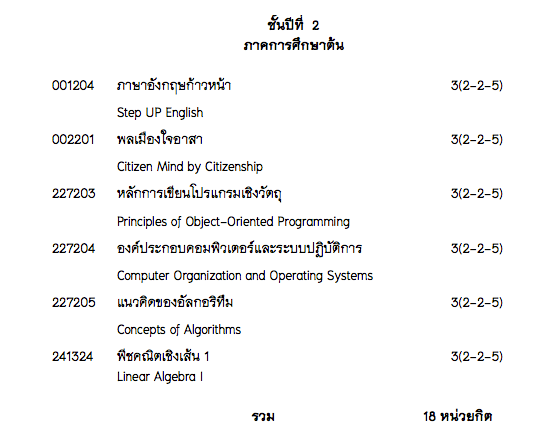 ชั้นปีที่ 2
ภาคการศึกษาต้น
001204 ภาษาอังกฤษก้าวหน้า 3(2-2-5)
Step UP English
002201 พลเมืองใจอาสา 3(2-2-5)
Citizen Mind by Citizenship
227203 หลักการเขียนโปรแกรมเชิงวัตถุ 3(2-2-5)
Principles of Object-Oriented Programming
227204 องค์ประกอบคอมพิวเตอร์และระบบปฏิบัติการ 3(2-2-5)
Computer Organization and Operating Systems
227205 แนวคิดของอัลกอริทึม 3(2-2-5)
Concepts of Algorithms
241324 พีชคณิตเชิงเส้น 1 3(2-2-5)
Linear Algebra I
รวม 18 หน่วยกิต